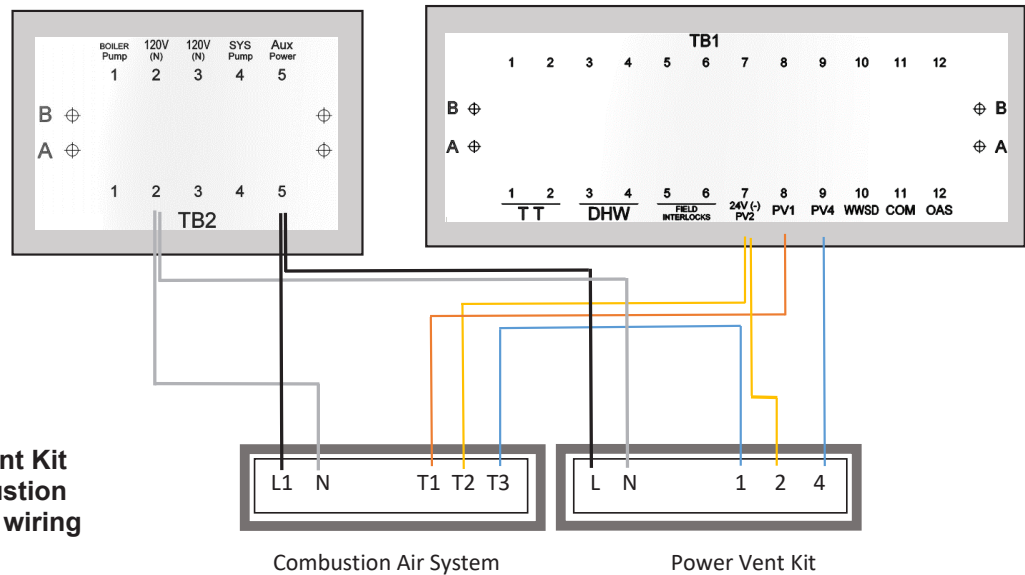 BOILER Pump 120V (N) 120V (N) SYS Pump Aux Power
1 2 3 4 5
B
A
1 2 3 4 5
TB2
TB1
1 2 3 4 5 6 7 8 9 10 11 12
B B
A A
1 2 3 4 5 6 7 8 9 10 11 12
T T DHW FIELD INTERLOCKS 24V (-) PV2 PV1 PV4 WWSD COM OAS
nt Kit
ustion
wiring
L1 N T1 T2 T3
L N 1 2 4
Combustion Air System
Power Vent Kit